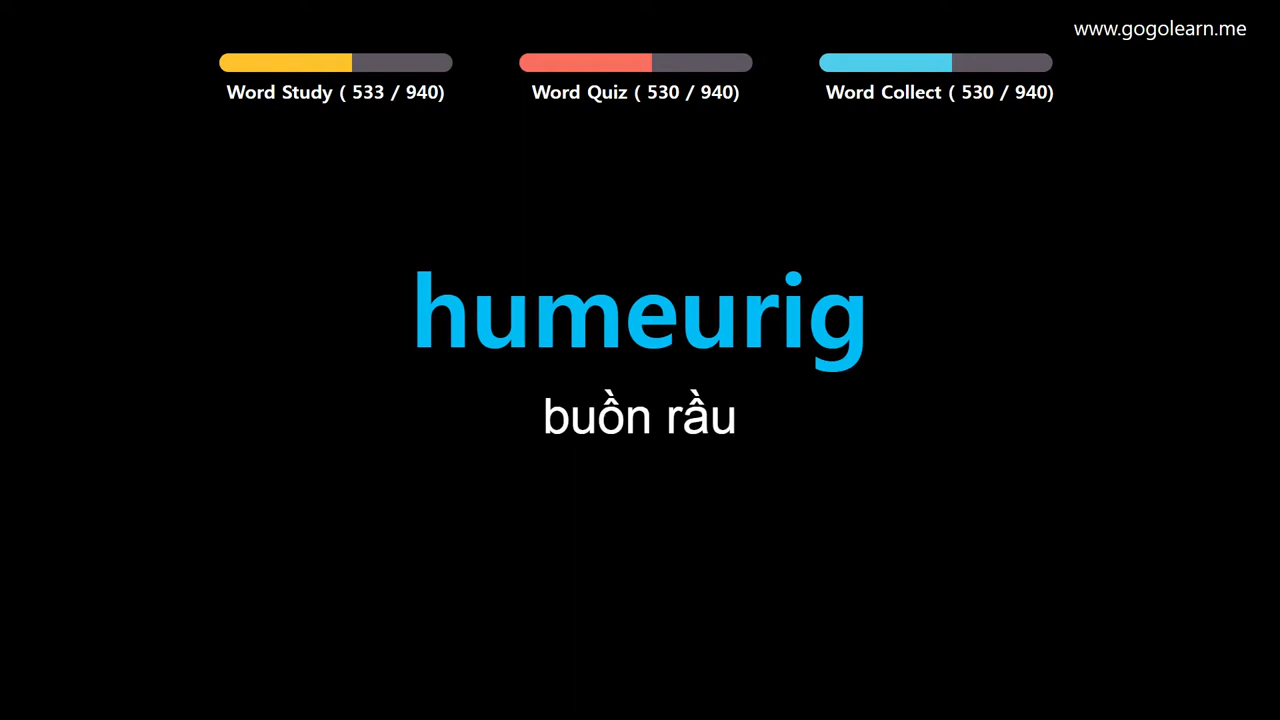 www.gogolearn.me
Word Study ( 533 / 940)
Word Quiz ( 530 / 940)
Word Collect ( 530 / 940)
humeurig
buồn rầu